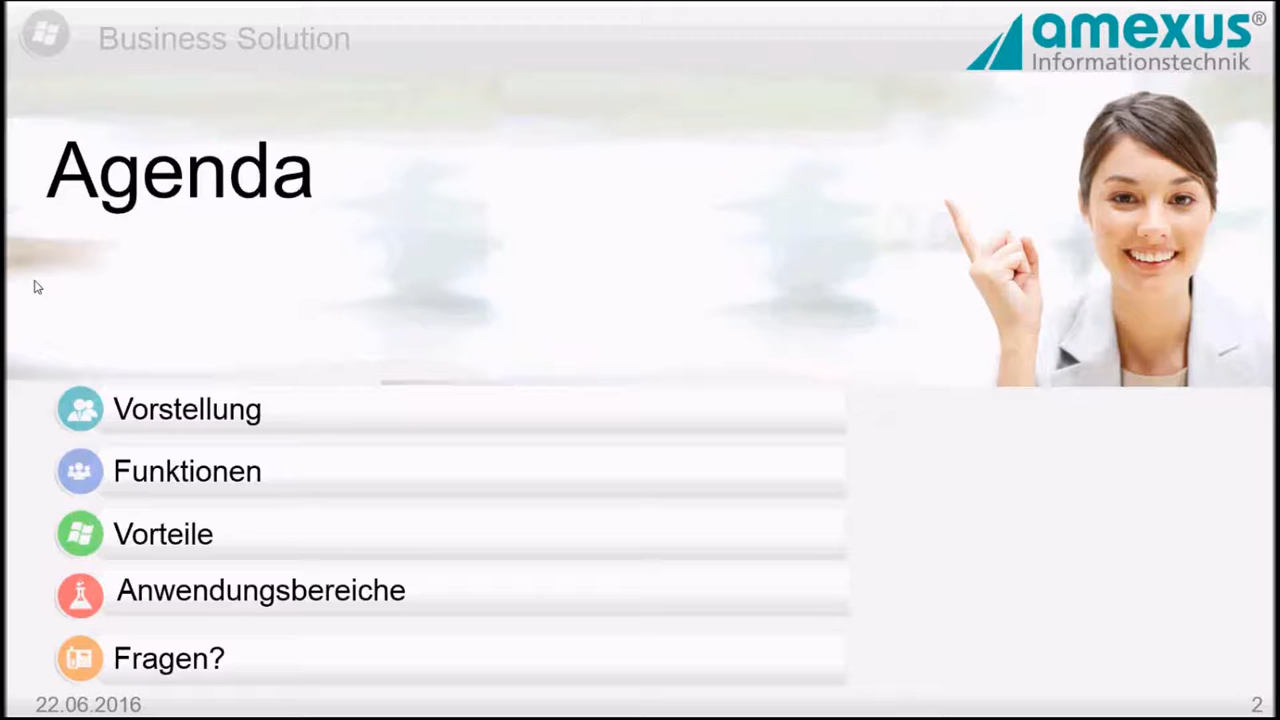 Business Solution
amexus®
Informationstechnik
Agenda
Vorstellung
Funktionen
Vorteile
Anwendungsbereiche
Fragen?
22.06.2016
2